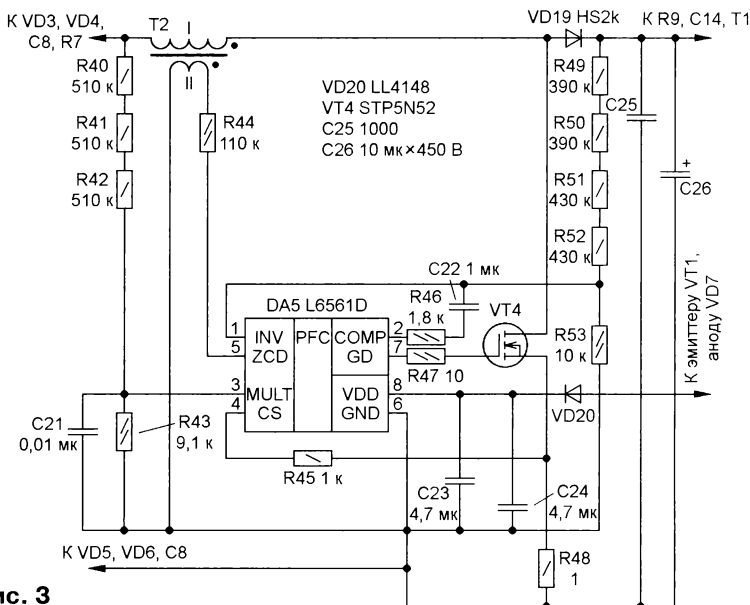 К VD3, VD4,
C8, R7
T2
I
II
VD19 HS2k
К R9, C14, T1
R40
510 к
R41
510 к
R42
510 к
R44
110 к
VD20 LL4148
VT4 STP5N52
C25 1000
C26 10 мк×450 В
R49
390 к
R50
390 к
R51
430 к
R52
430 к
C25
+
C26
C22 1 мк
DA5 L6561D
R46
1,8 к
VT4
R53
10 к
К эмиттеру VT1,
аноду VD7
1
INV
PFC
COMP
2
5
ZCD
GD
7
R47 10
3
MULT
VDD
8
4
CS
GND
6
VD20
C21
0,01 мк
R43
9,1 к
R45 1 к
C23
4,7 мк
C24
4,7 мк
К VD5, VD6, C8
R48
1
ис. 3